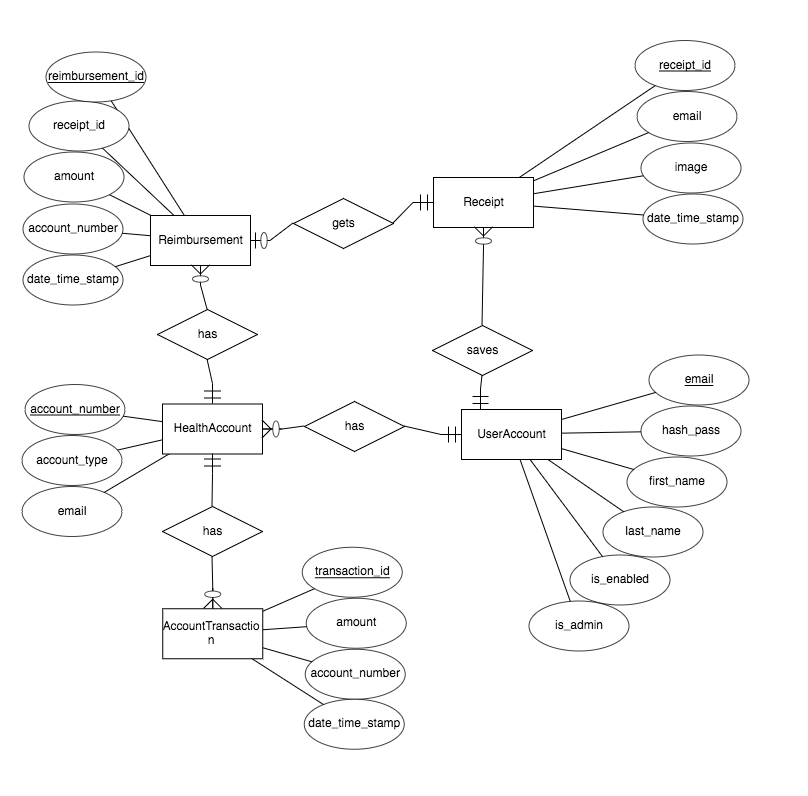 reimbursement_id
receipt_id
amount
account_number
date_time_stamp
Reimbursement
gets
Receipt
receipt_id
email
image
date_time_stamp
has
saves
account_number
account_type
email
HealthAccount
has
UserAccount
email
hash_pass
first_name
last_name
is_enabled
is_admin
has
AccountTransactio
n
transaction_id
amount
account_number
date_time_stamp